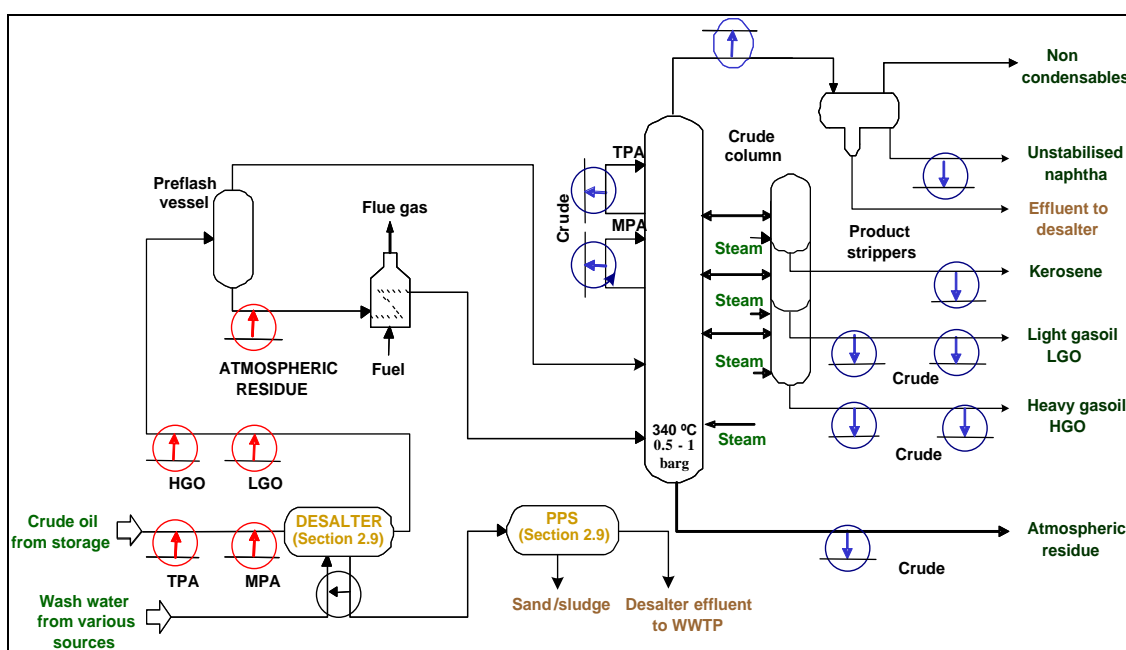 Non
condensables
TPA
Crude
column
Preflash
vessel
Unstabilised
naphtha
Flue gas
Crude
MPA
Effluent to
desalter
Product
strippers
Steam
Kerosene
Steam
Light gasoil
LGO
ATMOSPHERIC
RESIDUE
Fuel
Steam
Crude
Heavy gasoil
HGO
340 ºC
0.5 - 1
barg
Steam
Crude
HGO
LGO
Crude oil
from storage
DESALTER
(Section 2.9)
PPS
(Section 2.9)
Atmospheric
residue
Crude
TPA
MPA
Wash water
from various
sources
Sand/sludge
Desalter effluent
to WWTP